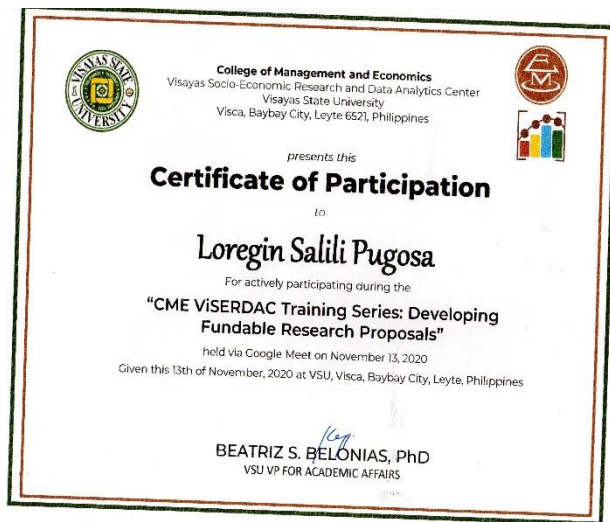 VISAYAS STATE
UNIVERSITY
College of Management and Economics
Visayas Socio-Economic Research and Data Analytics Center
Visayas State University
Visca, Baybay City, Leyte 6521, Philippines
presents this
Certificate of Participation
to
Loregin Salili Pugosa
For actively participating during the
“CME ViSERDAC Training Series: Developing
Fundable Research Proposals”
held via Google Meet on November 13, 2020
Given this 13th of November, 2020 at VSU, Visca, Baybay City, Leyte, Philippines
BEATRIZ S. BELONIAS, PhD
VSU VP FOR ACADEMIC AFFAIRS